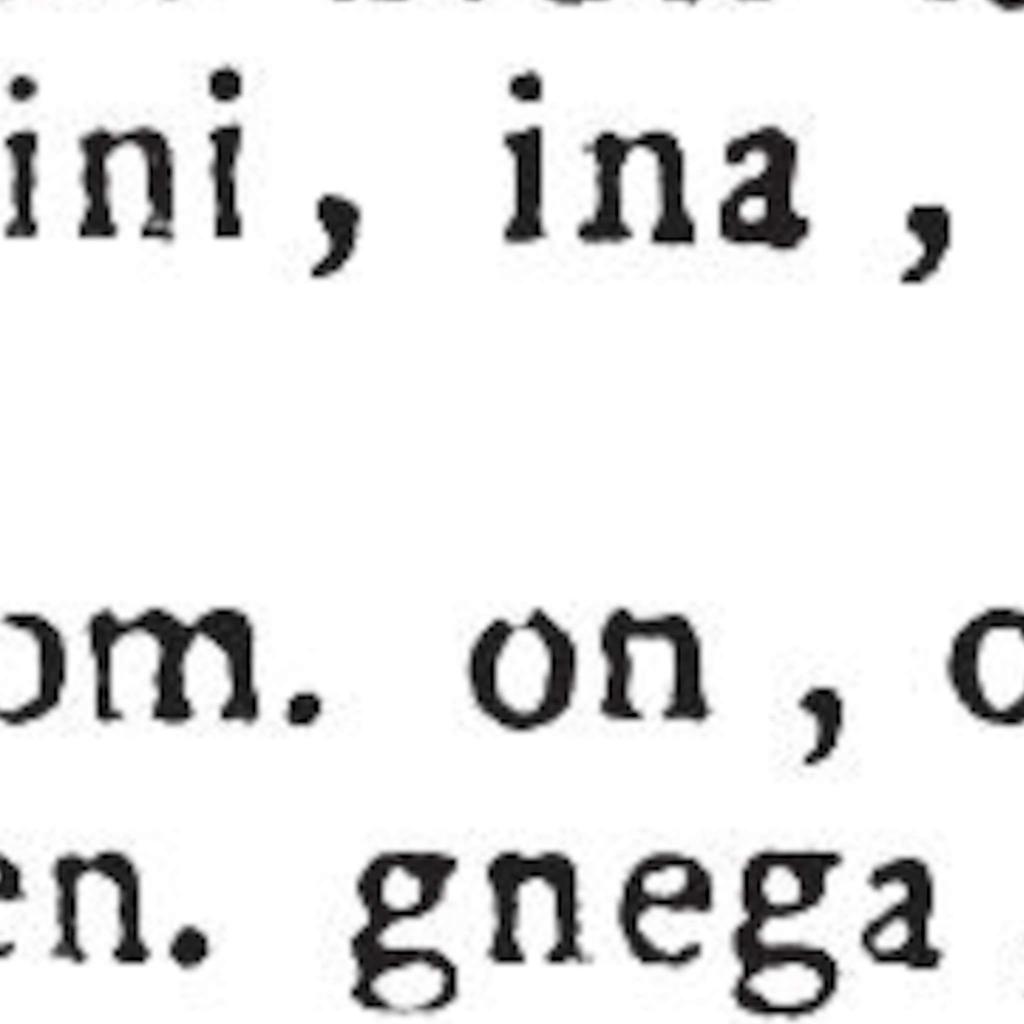 ini, ina,
om. on, o
en. gnega